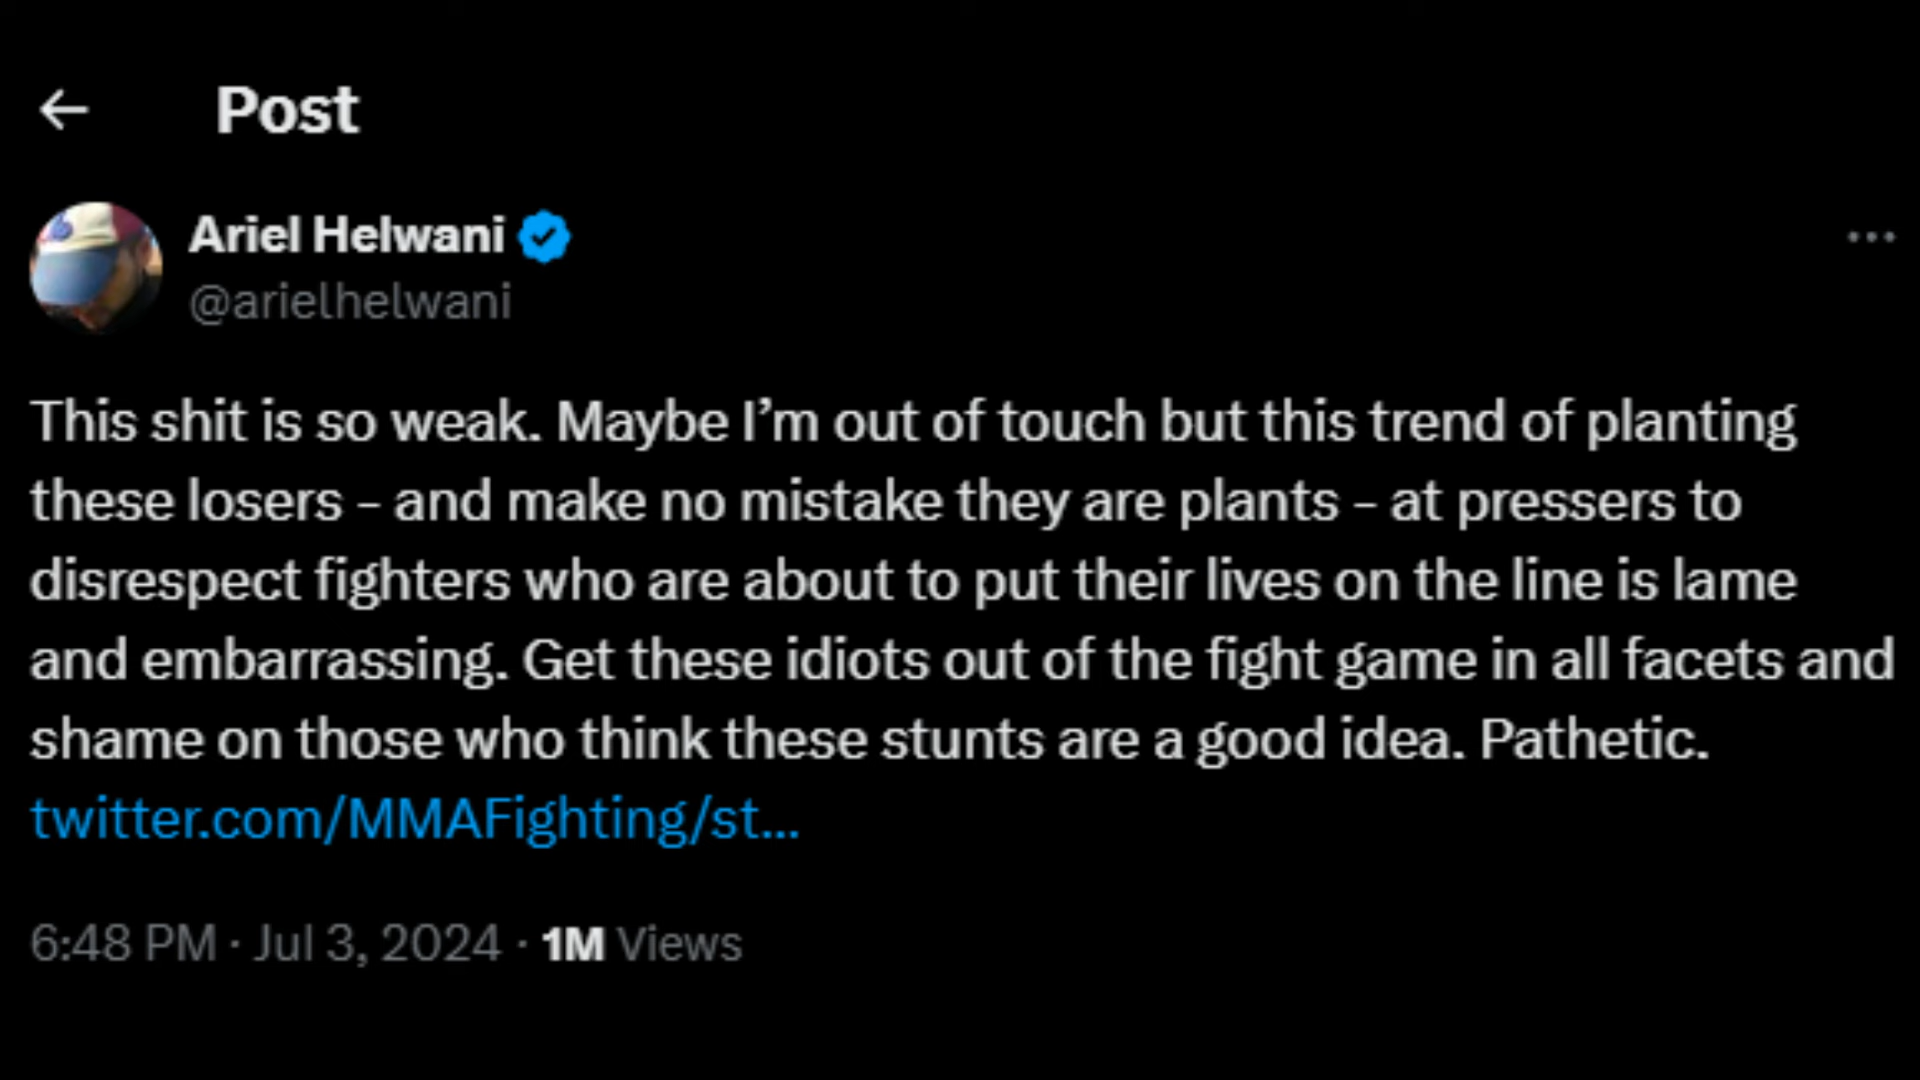 Post
Ariel Helwani
@arielhelwani
This shit is so weak. Maybe I’m out of touch but this trend of planting
these losers – and make no mistake they are plants – at pressers to
disrespect fighters who are about to put their lives on the line is lame
and embarrassing. Get these idiots out of the fight game in all facets and
shame on those who think these stunts are a good idea. Pathetic.
twitter.com/MMAFighting/st...
6:48 PM · Jul 3, 2024 · 1M Views